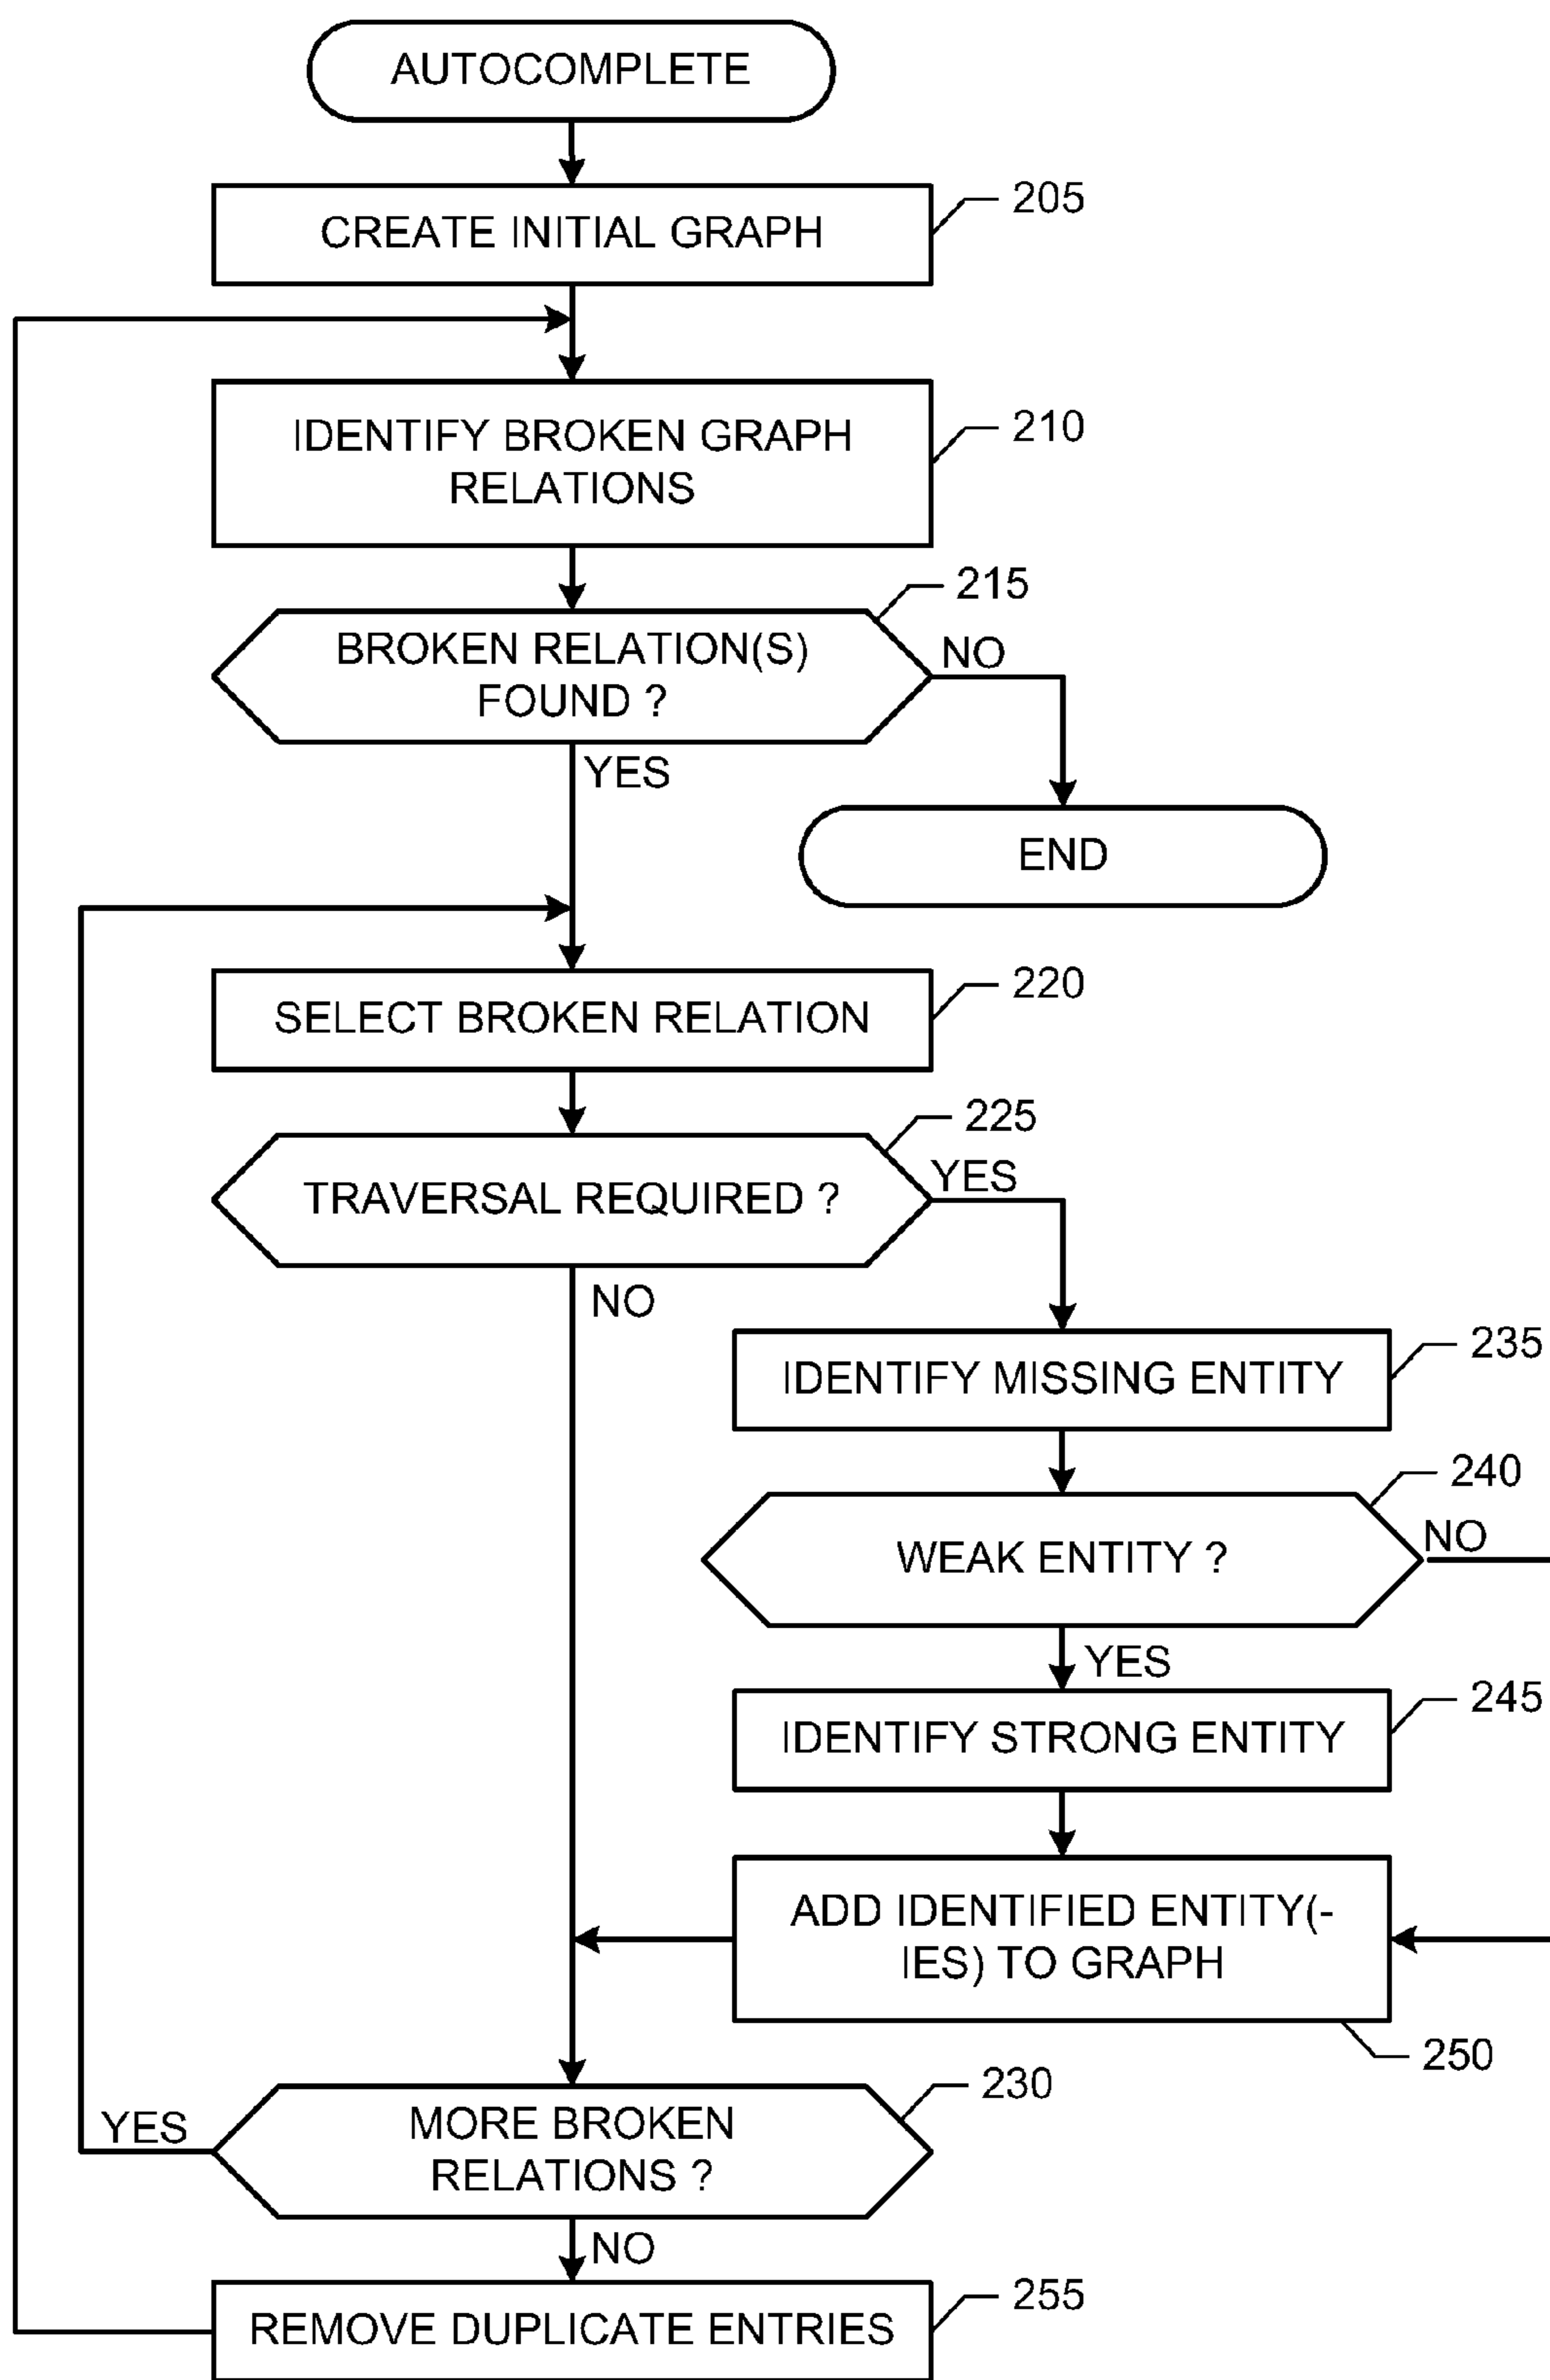 AUTOCOMPLETE
CREATE INITIAL GRAPH
205
IDENTIFY BROKEN GRAPH
RELATIONS
210
215
BROKEN RELATION(S)
FOUND ?
NO
YES
END
SELECT BROKEN RELATION
220
225
TRAVERSAL REQUIRED ?
YES
NO
IDENTIFY MISSING ENTITY
235
240
WEAK ENTITY ?
NO
YES
IDENTIFY STRONG ENTITY
245
ADD IDENTIFIED ENTITY(-
IES) TO GRAPH
250
230
MORE BROKEN
RELATIONS ?
YES
NO
REMOVE DUPLICATE ENTRIES
255